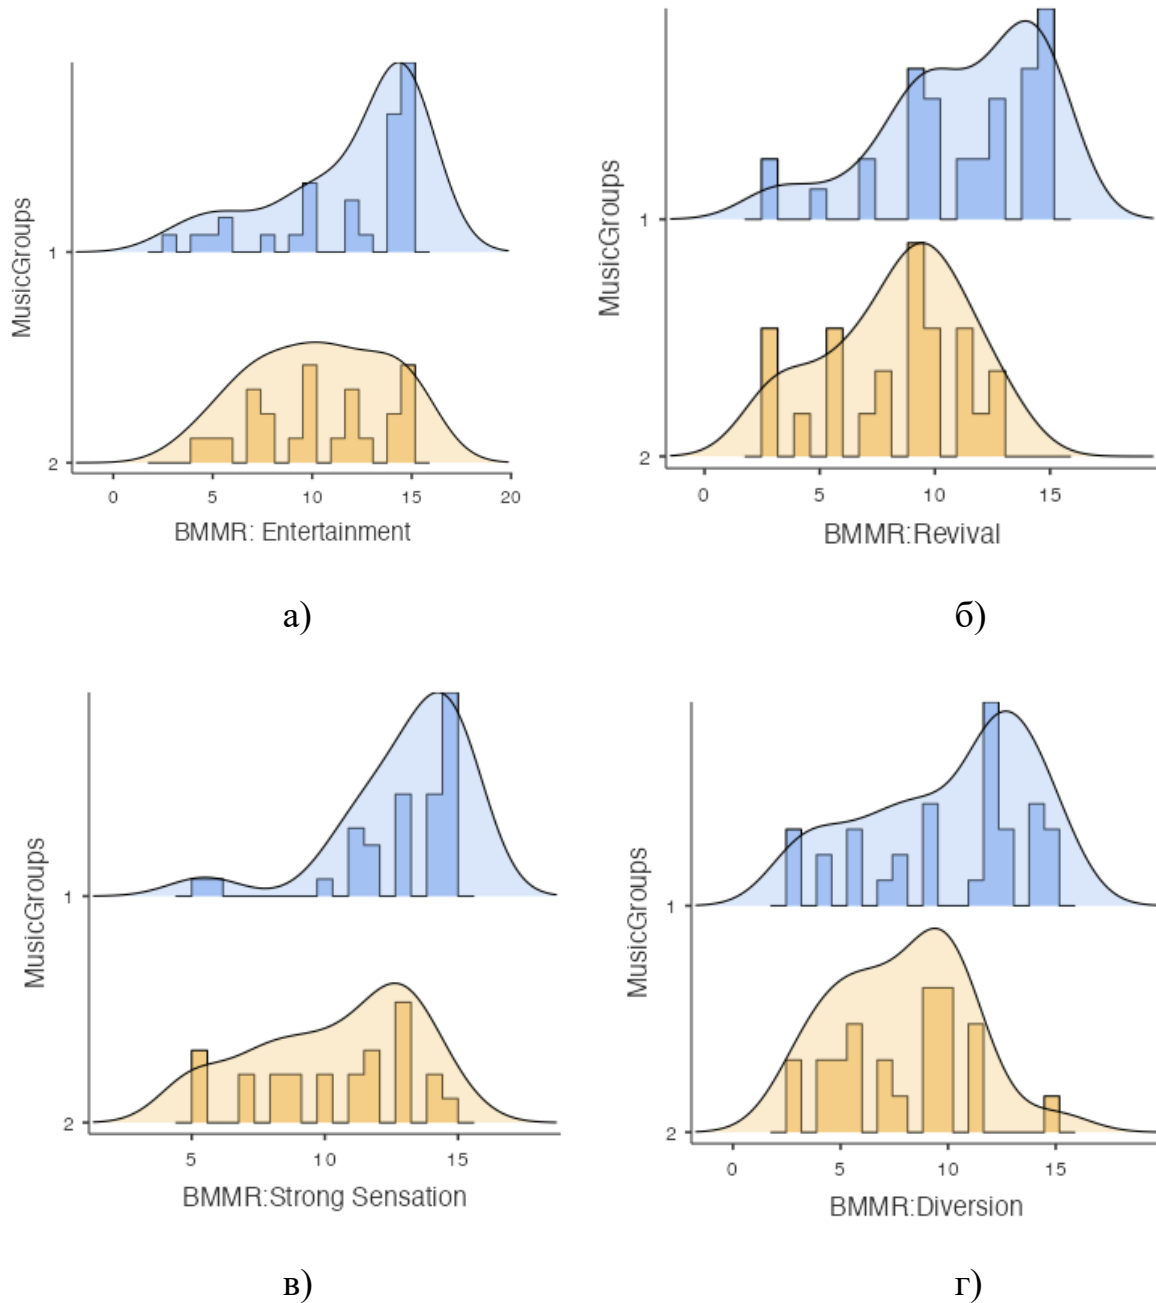 MusicGroups
1
2
0 5 10 15 20
BMMR: Entertainment
а)
MusicGroups
1
2
0 5 10 15
BMMR:Revival
б)
MusicGroups
1
2
5 10 15
BMMR:Strong Sensation
в)
MusicGroups
1
2
0 5 10 15
BMMR:Diversion
г)